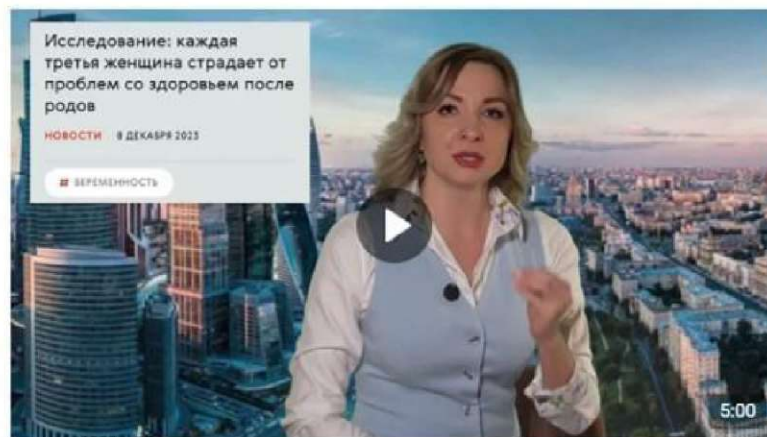 Исследование: каждая
третья женщина страдает от
проблем со здоровьем после
родов
НОВОСТИ 8 ДЕКАБРЯ 2023
# БЕРЕМЕННОСТЬ
5:00